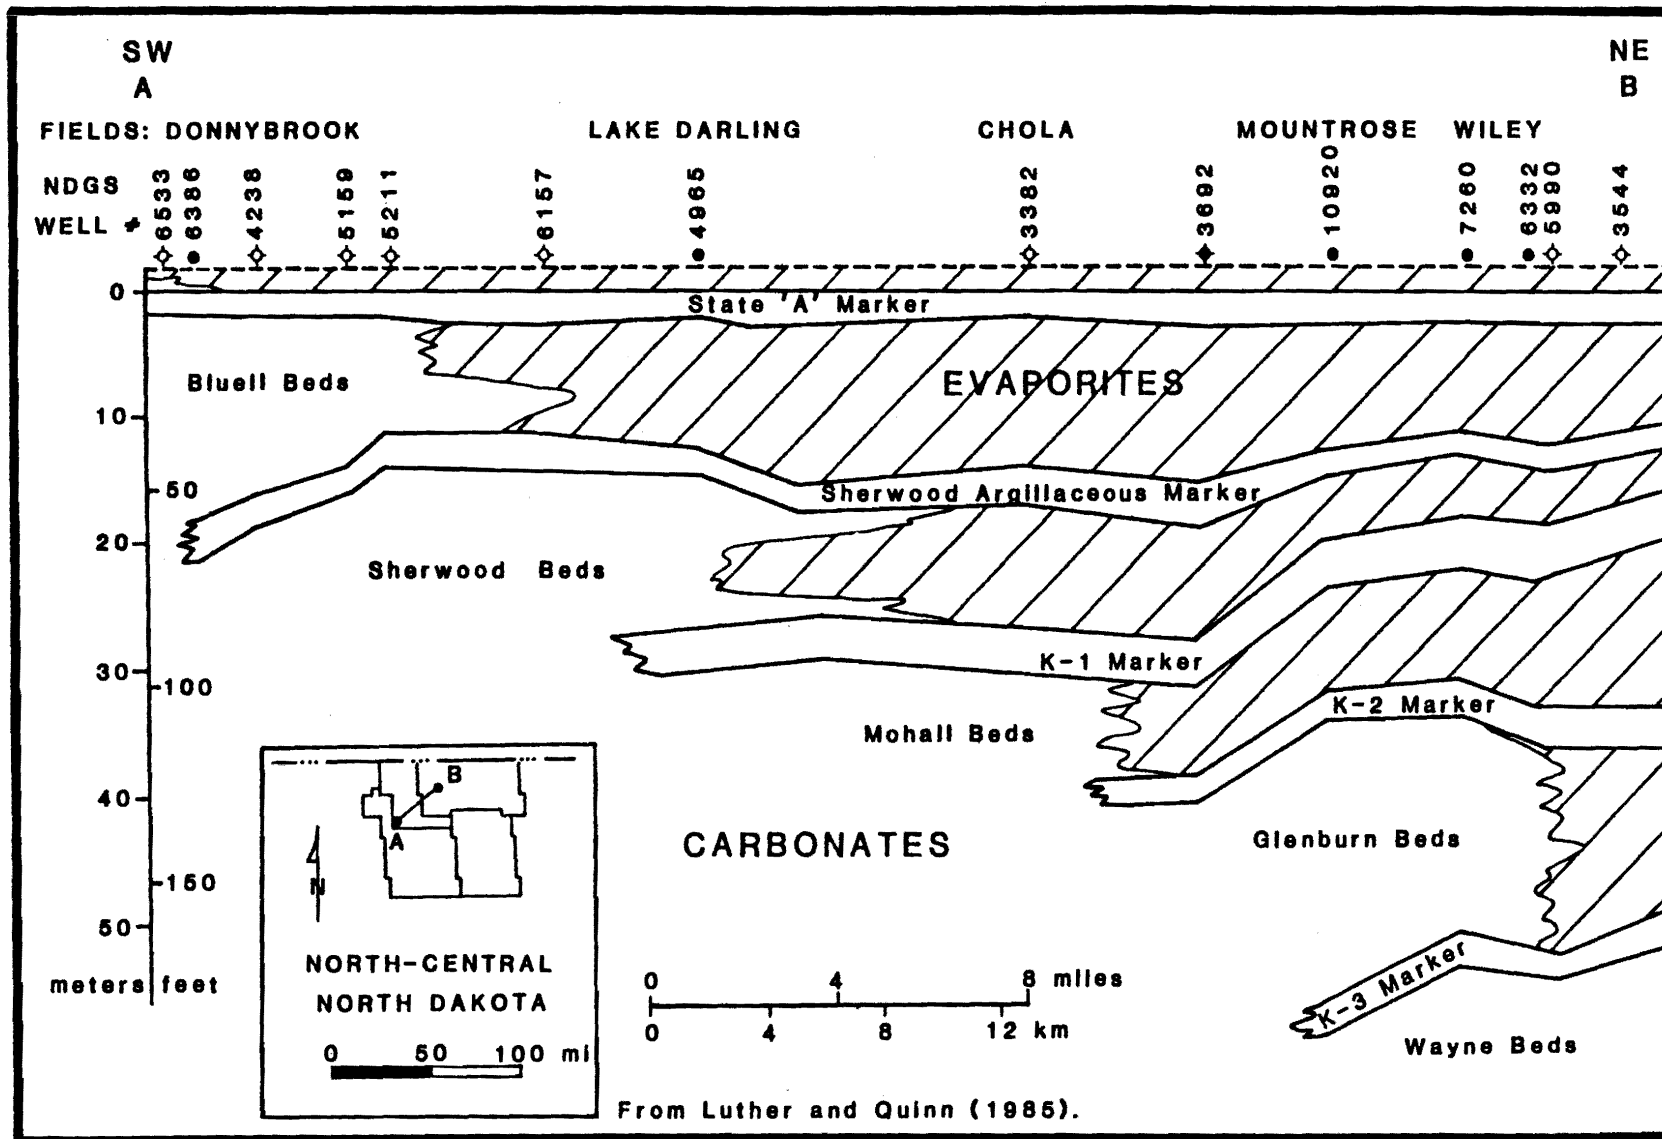 SW
NE
A
B
FIELDS: DONNYBROOK LAKE DARLING CHOLA MOUNTROSE WILEY
NDGS
WELL #
6533
6386
4238
5159
5211
6157
4965
3382
3692
10920
7260
6332
5990
3544
0
State 'A' Marker
Bluell Beds
EVAPORITES
10
50
Sherwood Argillaceous Marker
20
Sherwood Beds
K-1 Marker
30
100
K-2 Marker
Mohall Beds
40
CARBONATES
Glenburn Beds
150
50
K-3 Marker
meters feet
Wayne Beds
B
A
N
NORTH-CENTRAL
NORTH DAKOTA
0 50 100 mi
0 4 8 miles
0 4 8 12 km
From Luther and Quinn (1985).